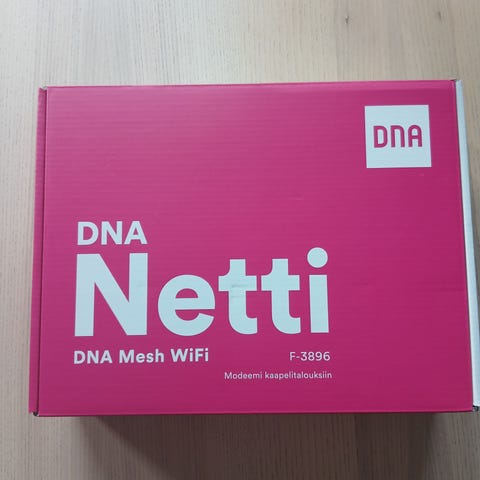 DNA
DNA
Netti
DNA Mesh WiFi
F-3896
Modeemi kaapelitalouksiin